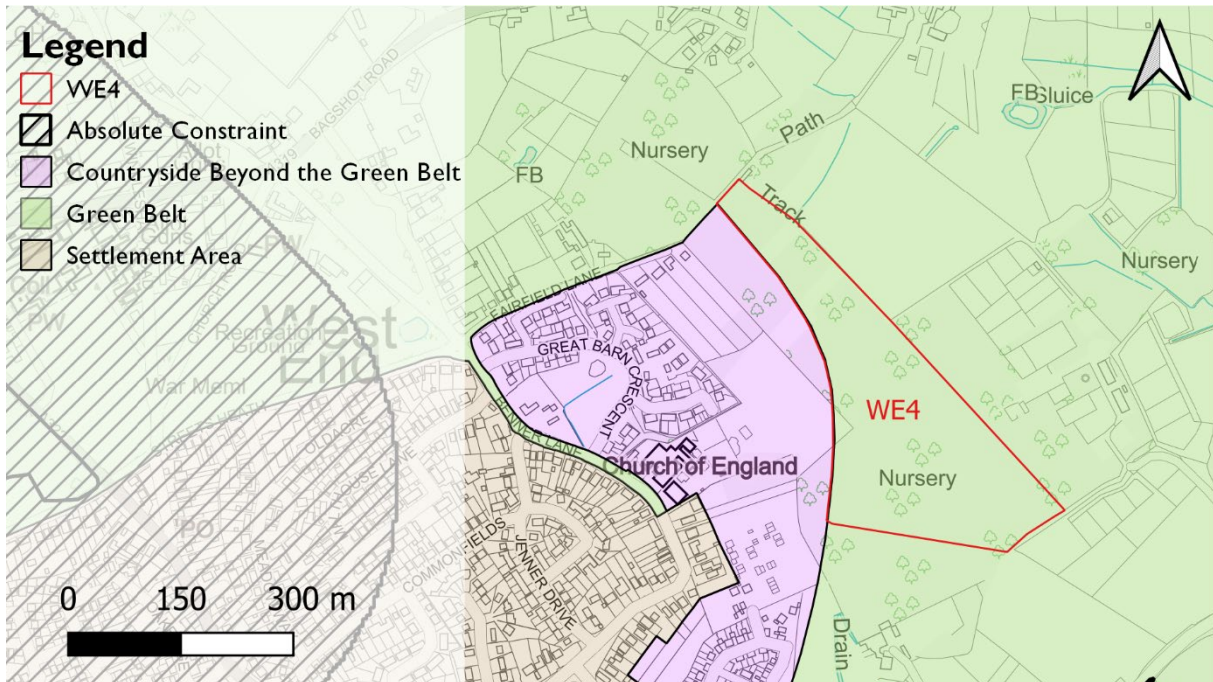 Legend
WE4
Absolute Constraint
Countryside Beyond the Green Belt
Green Belt
Settlement Area
BAGSHOT ROAD
Nursery
Path
FB
Sluice
FB
Track
Nursery
FAIRFIELD LANE
West
End
Recreation
Ground
War Meml
PW
GREAT BARN CRESCENT
WE4
BENNER LANE
Church of England
Nursery
PO
COMMONFIELDS
JENNER DRIVE
0 150 300 m
Drain